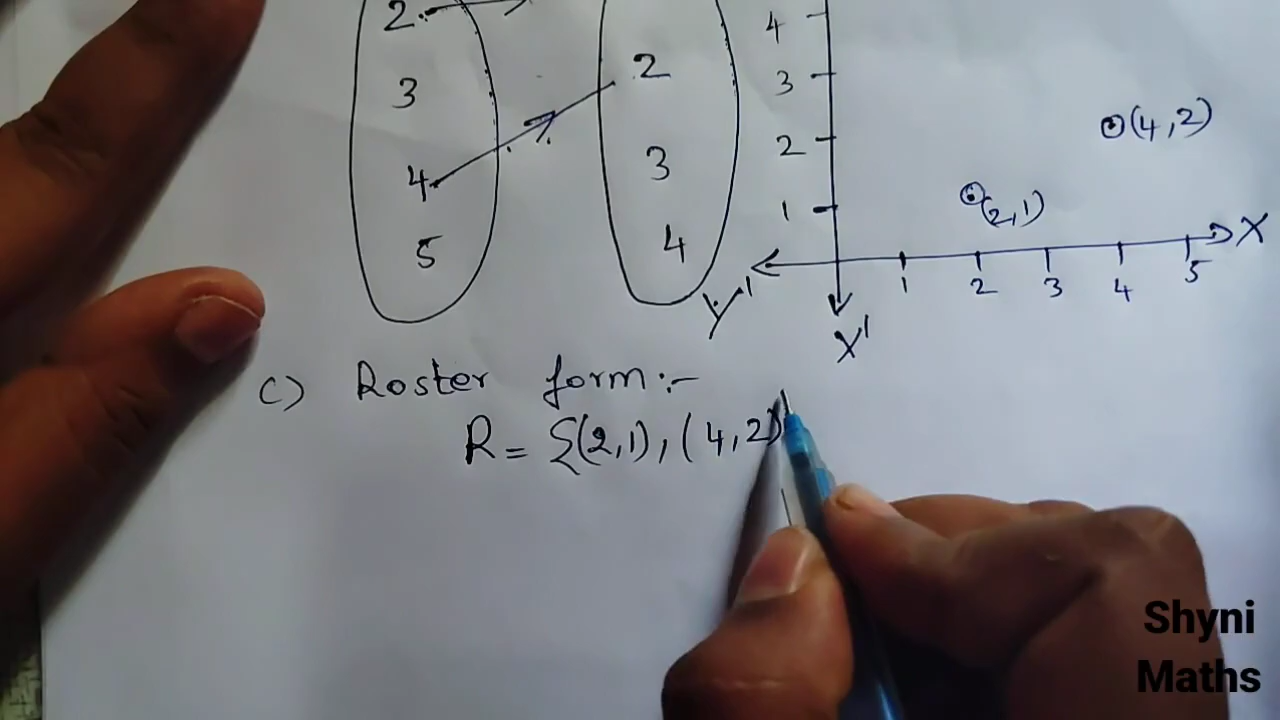 2
3
4
5
2
3
4
4
3
2
1
(4,2)
(2,1)
X
1 2 3 4 5
Y'
X'
c) Roster form:-
R = {(2,1), (4,2)
Shyni
Maths